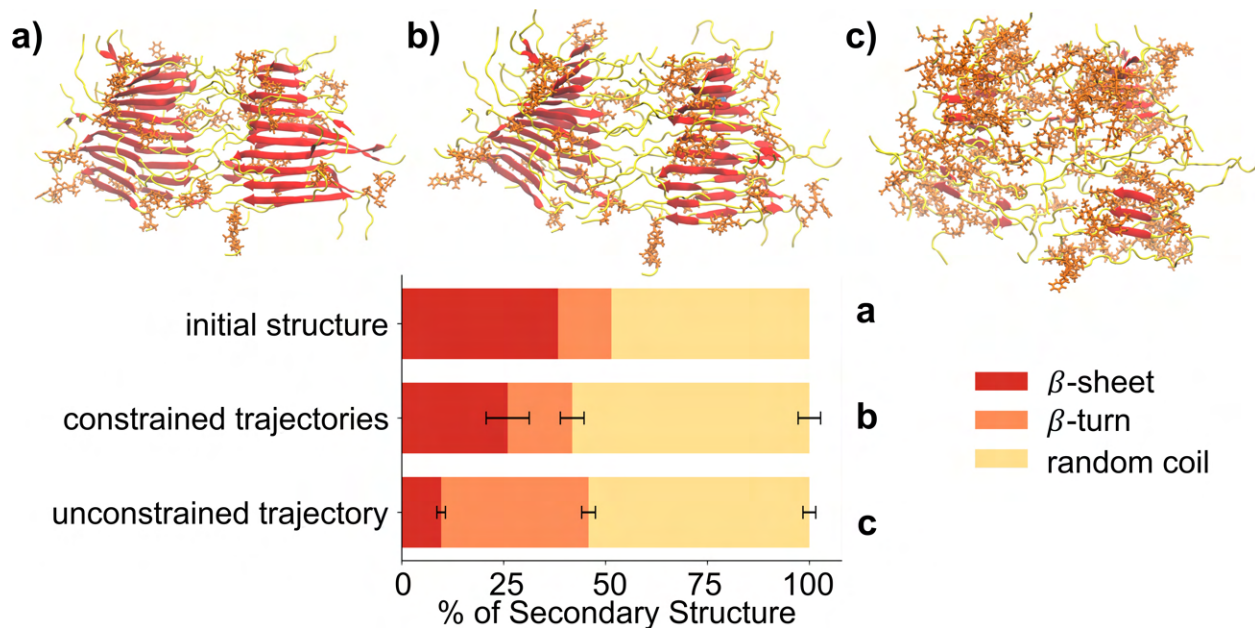 a)
b)
c)
initial structure
a
constrained trajectories
b
unconstrained trajectory
c
β-sheet
β-turn
random coil
0
25
50
75
100
% of Secondary Structure